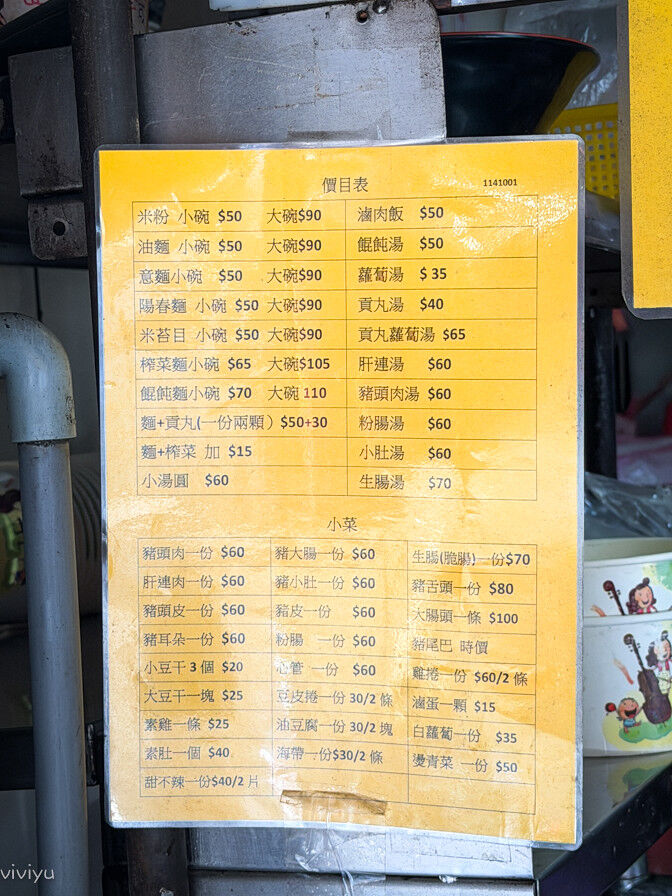 價目表 1141001
米粉 小碗 $50 大碗$90 滷肉飯 $50
油麵 小碗 $50 大碗$90 餛飩湯 $50
意麵小碗 $50 大碗$90 蘿蔔湯 $ 35
陽春麵 小碗 $50 大碗$90 貢丸湯 $40
米苔目 小碗 $50 大碗$90 貢丸蘿蔔湯 $65
榨菜麵小碗 $65 大碗$105 肝連湯 $60
餛飩麵小碗 $70 大碗 110 豬頭肉湯 $60
麵+貢丸(一份兩顆) $50+30 粉腸湯 $60
麵+榨菜 加 $15 小肚湯 $60
小湯圓 $60 生腸湯 $70
小菜
豬頭肉一份 $60 豬大腸一份 $60 生腸(脆腸)一份$70
肝連肉一份 $60 豬小肚一份 $60 豬舌頭一份 $80
豬頭皮一份 $60 豬皮一份 $60 大腸頭一條 $100
豬耳朵一份 $60 粉腸 一份 $60 豬尾巴 時價
小豆干3個 $20 心管 一份 $60 雞捲一份 $60/2 條
大豆干一塊 $25 豆皮捲一份 30/2 條 滷蛋一顆 $15
素雞一條 $25 油豆腐一份 30/2 塊 白蘿蔔一份 $35
素肚一個 $40 海帶一份$30/2 條 燙青菜 一份 $50
甜不辣一份$40/2 片
viviyu